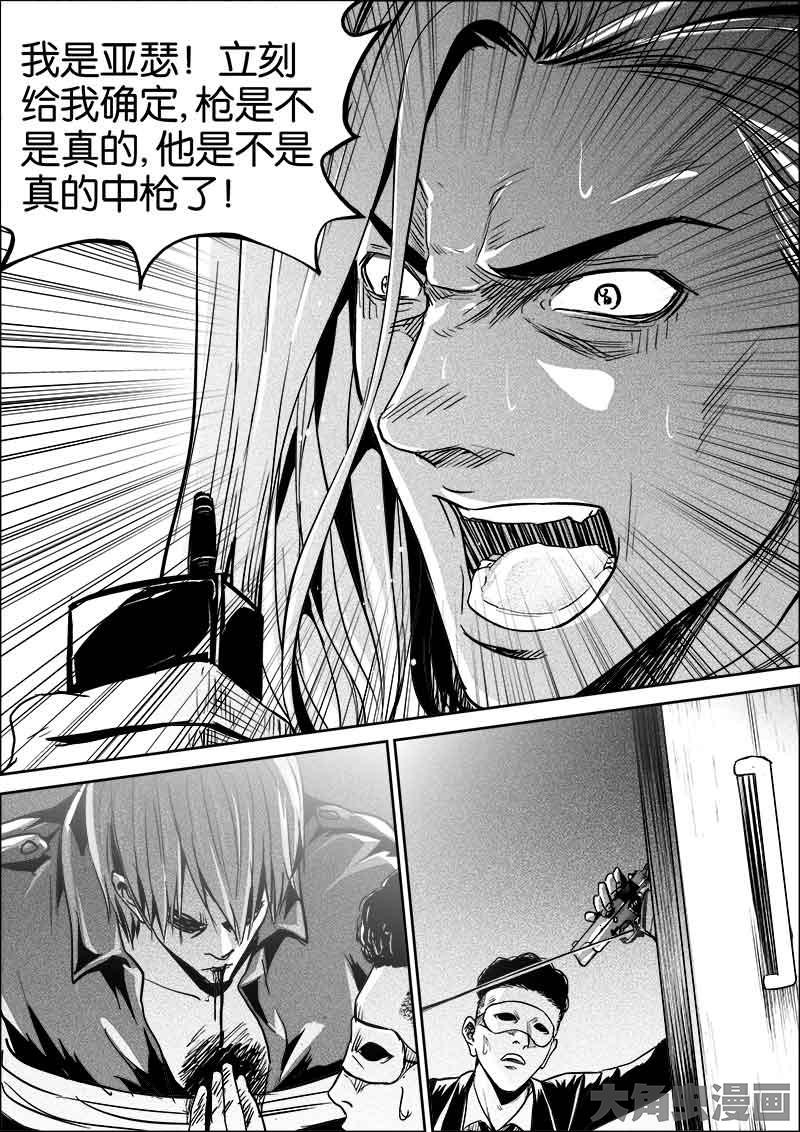 我是亚瑟！立刻
给我确定,枪是不
是真的,他是不是
真的中枪了！
大角虫漫画